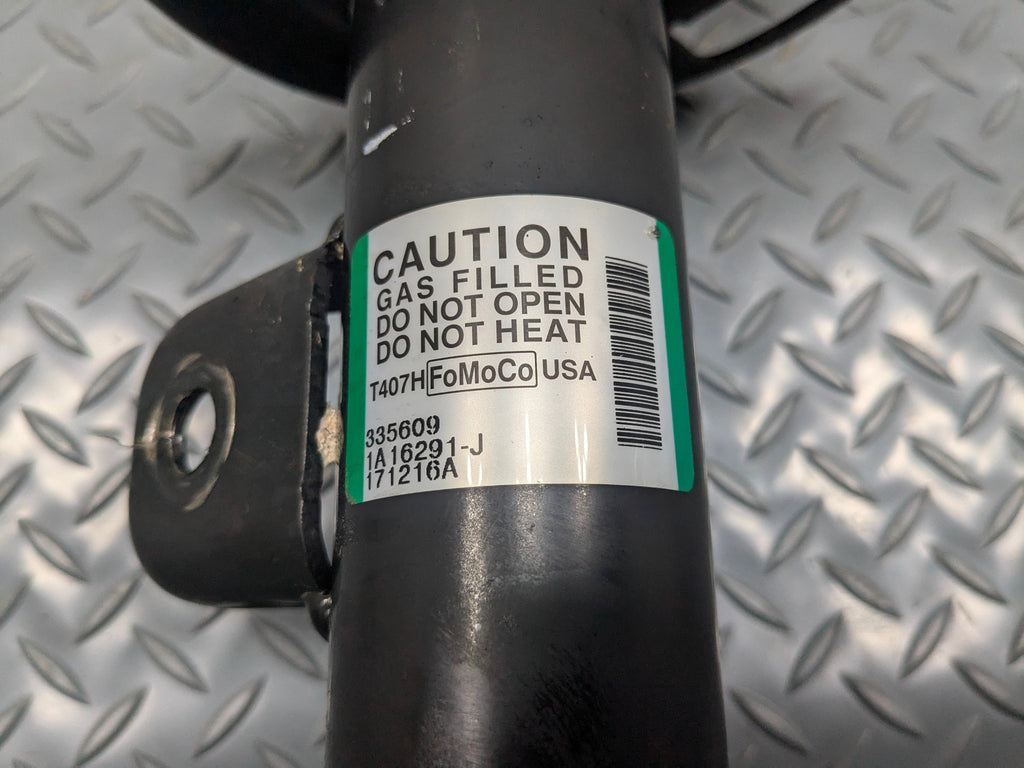 CAUTION
GAS FILLED
DO NOT OPEN
DO NOT HEAT
T407H FoMoCo USA
335609
1A16291-J
171216A